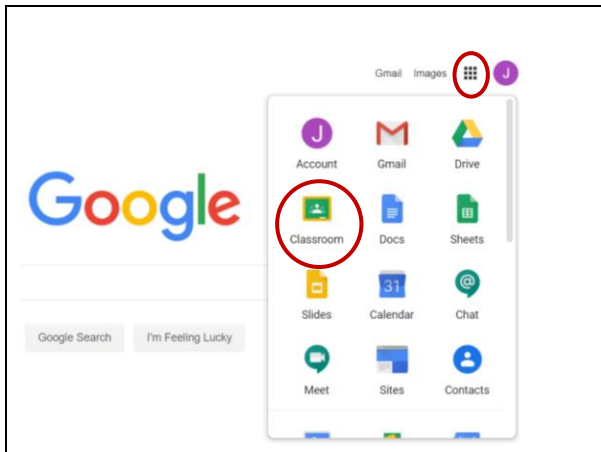 Gmail Images J
J
Account Gmail Drive
Google
Classroom Docs Sheets
31
Slides Calendar Chat
Google Search I'm Feeling Lucky
Meet Sites Contacts